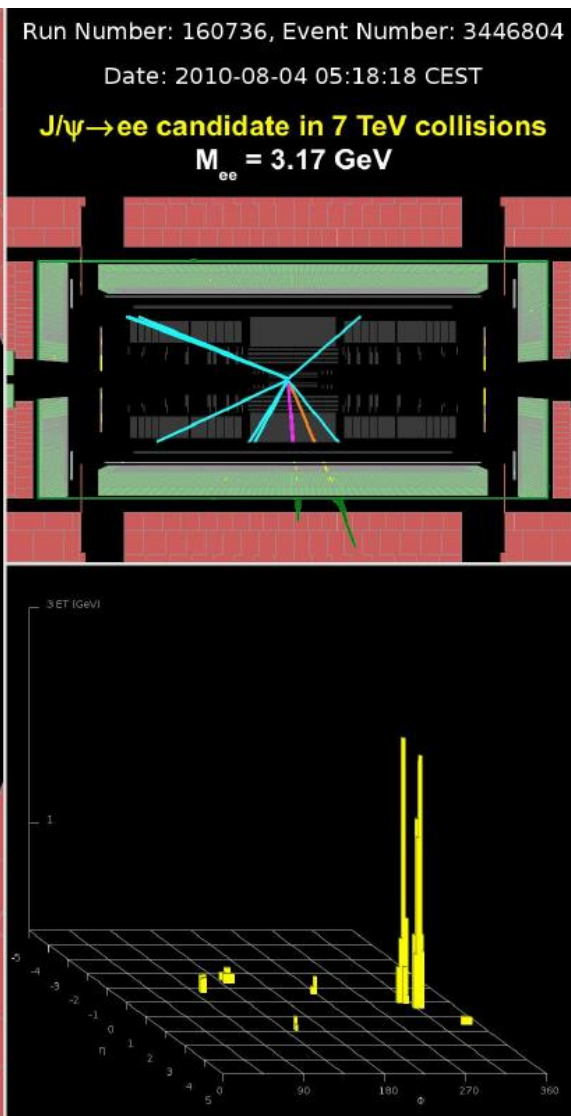 Run Number: 160736, Event Number: 3446804
Date: 2010-08-04 05:18:18 CEST
J/ψ→ee candidate in 7 TeV collisions
M_ee = 3.17 GeV
3 ET (GeV)
1
-5
-4
-3
-2
-1
0
1
2
3
4
5
η
0
90
180
270
360
Φ